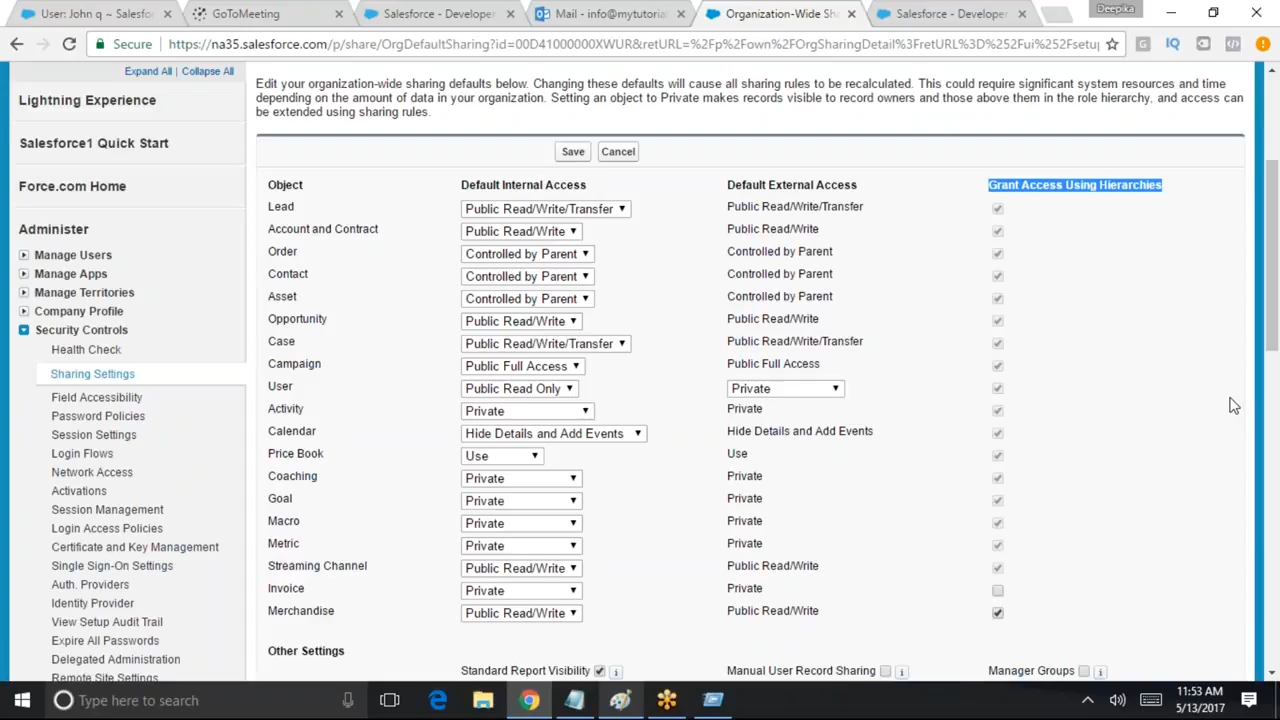 User: John q ~ Salesfo
GoToMeeting
Salesforce - Developer
Mail - info@mytutoria
Organization-Wide Sha
Salesforce - Developer
Deepika
Secure https://na35.salesforce.com/p/share/OrgDefaultSharing?id=00D41000000XWUR&retURL=%2Fp%2Fown%2FOrgSharingDetail%3FretURL%3D%252Fui%252Fsetu
IQ
Expand All | Collapse All
Lightning Experience
Salesforce1 Quick Start
Force.com Home
Administer
Manage Users
Manage Apps
Manage Territories
Company Profile
Security Controls
Health Check
Sharing Settings
Field Accessibility
Password Policies
Session Settings
Login Flows
Network Access
Activations
Session Management
Login Access Policies
Certificate and Key Management
Single Sign-On Settings
Auth. Providers
Identity Provider
View Setup Audit Trail
Expire All Passwords
Delegated Administration
Remote Site Settings
Edit your organization-wide sharing defaults below. Changing these defaults will cause all sharing rules to be recalculated. This could require significant system resources and time
depending on the amount of data in your organization. Setting an object to Private makes records visible to record owners and those above them in the role hierarchy, and access can
be extended using sharing rules.
Save Cancel
Object Default Internal Access Default External Access Grant Access Using Hierarchies
Lead Public Read/Write/Transfer Public Read/Write/Transfer
Account and Contract Public Read/Write Public Read/Write
Order Controlled by Parent Controlled by Parent
Contact Controlled by Parent Controlled by Parent
Asset Controlled by Parent Controlled by Parent
Opportunity Public Read/Write Public Read/Write
Case Public Read/Write/Transfer Public Read/Write/Transfer
Campaign Public Full Access Public Full Access
User Public Read Only Private
Activity Private Private
Calendar Hide Details and Add Events Hide Details and Add Events
Price Book Use Use
Coaching Private Private
Goal Private Private
Macro Private Private
Metric Private Private
Streaming Channel Public Read/Write Public Read/Write
Invoice Private Private
Merchandise Public Read/Write Public Read/Write
Other Settings
Standard Report Visibility Manual User Record Sharing Manager Groups
Type here to search
11:53 AM
5/13/2017